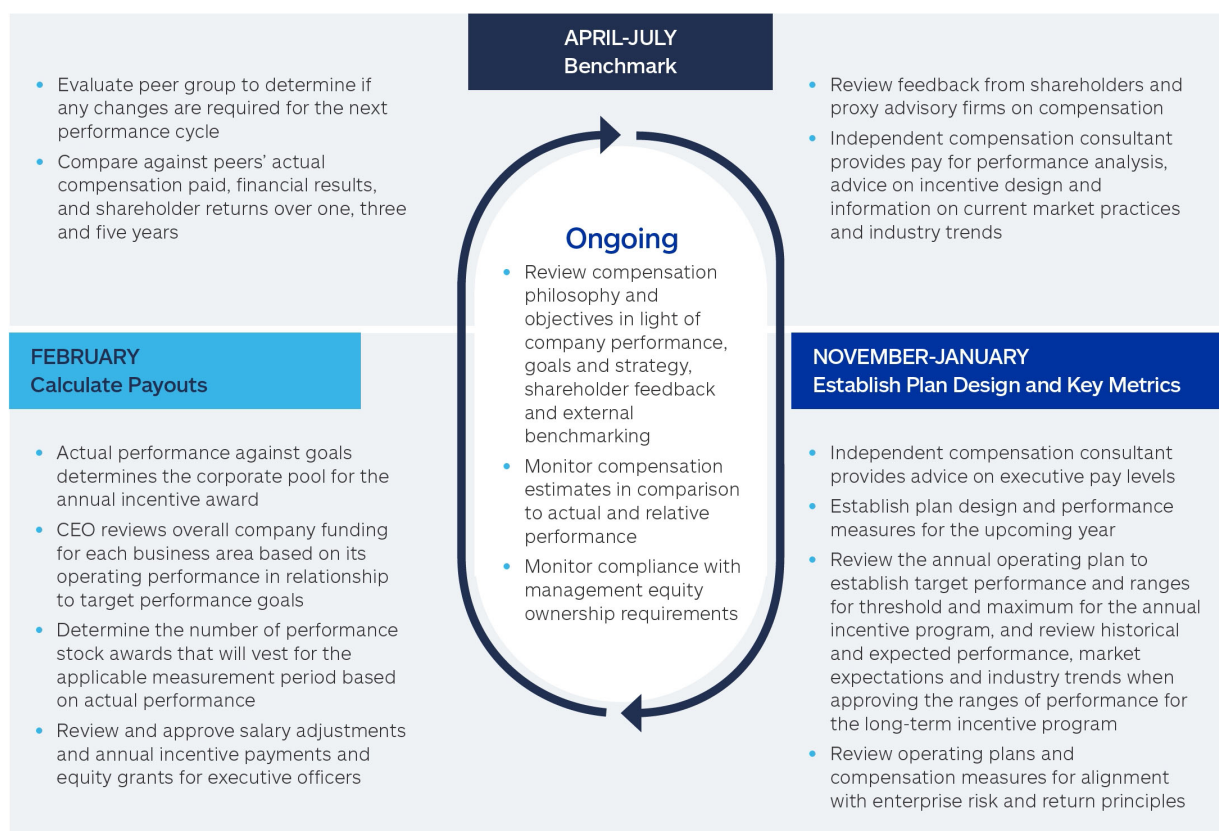 APRIL-JULY
Benchmark
• Evaluate peer group to determine if
any changes are required for the next
performance cycle
• Compare against peers’ actual
compensation paid, financial results,
and shareholder returns over one, three
and five years
• Review feedback from shareholders and
proxy advisory firms on compensation
• Independent compensation consultant
provides pay for performance analysis,
advice on incentive design and
information on current market practices
and industry trends
Ongoing
• Review compensation
philosophy and
objectives in light of
company performance,
goals and strategy,
shareholder feedback
and external
benchmarking
• Monitor compensation
estimates in comparison
to actual and relative
performance
• Monitor compliance with
management equity
ownership requirements
FEBRUARY
Calculate Payouts
• Actual performance against goals
determines the corporate pool for the
annual incentive award
• CEO reviews overall company funding
for each business area based on its
operating performance in relationship
to target performance goals
• Determine the number of performance
stock awards that will vest for the
applicable measurement period based
on actual performance
• Review and approve salary adjustments
and annual incentive payments and
equity grants for executive officers
NOVEMBER-JANUARY
Establish Plan Design and Key Metrics
• Independent compensation consultant
provides advice on executive pay levels
• Establish plan design and performance
measures for the upcoming year
• Review the annual operating plan to
establish target performance and ranges
for threshold and maximum for the annual
incentive program, and review historical
and expected performance, market
expectations and industry trends when
approving the ranges of performance for
the long-term incentive program
• Review operating plans and
compensation measures for alignment
with enterprise risk and return principles